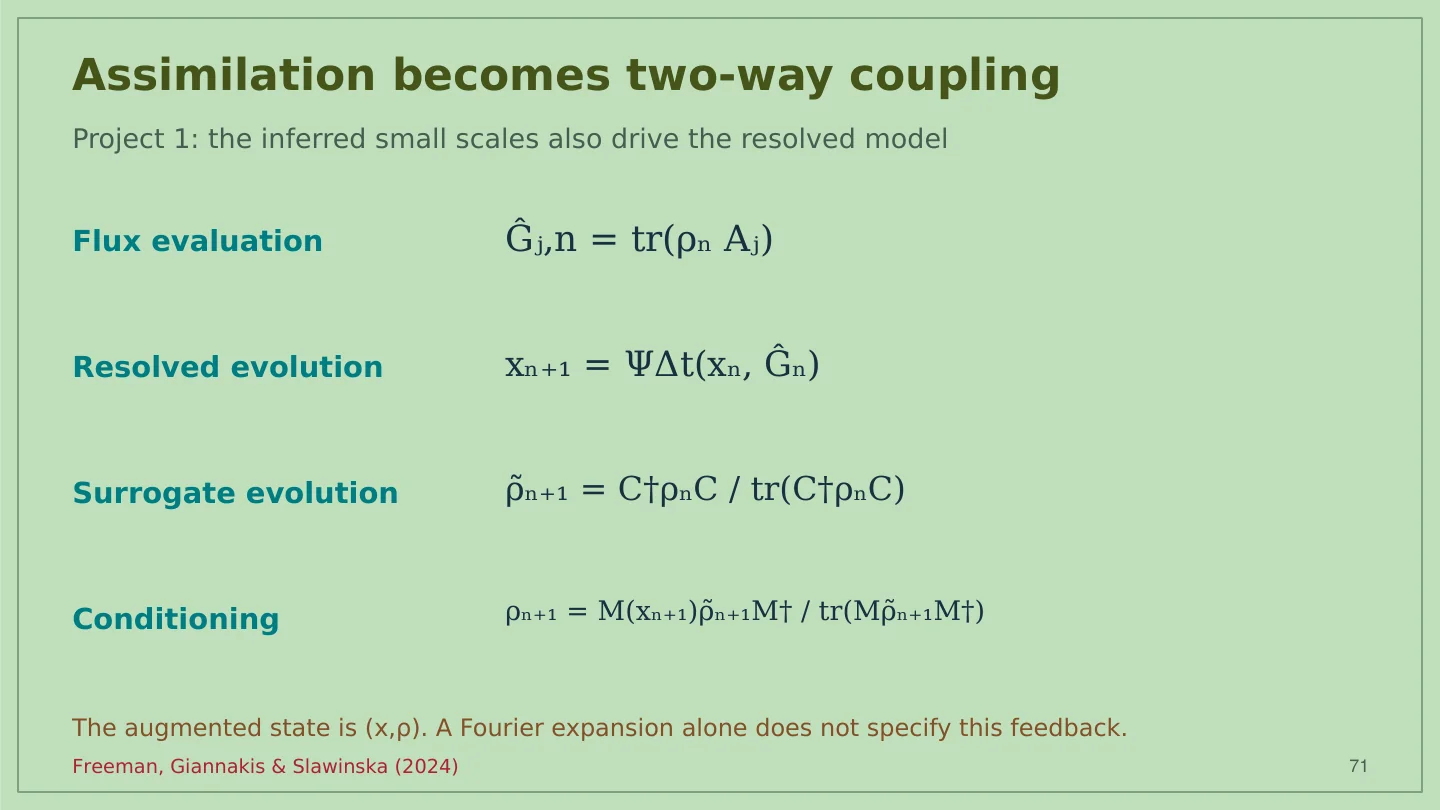 Assimilation becomes two-way coupling
Project 1: the inferred small scales also drive the resolved model
Flux evaluation
Ĝⱼ,n = tr(ρₙ Aⱼ)
Resolved evolution
xₙ₊₁ = ΨΔt(xₙ, Ĝₙ)
Surrogate evolution
ρ̃ₙ₊₁ = C†ρₙC / tr(C†ρₙC)
Conditioning
ρₙ₊₁ = M(xₙ₊₁)ρ̃ₙ₊₁M† / tr(Mρ̃ₙ₊₁M†)
The augmented state is (x,ρ). A Fourier expansion alone does not specify this feedback.
Freeman, Giannakis & Slawinska (2024)
71